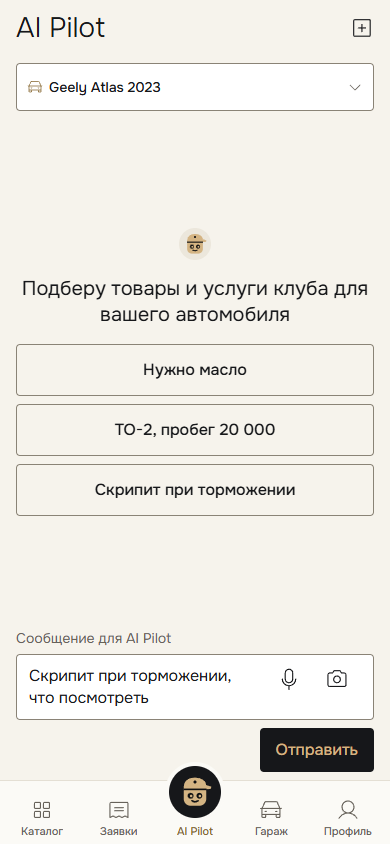 AI Pilot
Geely Atlas 2023
Подберу товары и услуги клуба для
вашего автомобиля
Нужно масло
ТО-2, пробег 20 000
Скрипит при торможении
Сообщение для AI Pilot
Скрипит при торможении,
что посмотреть
Отправить
Каталог
Заявки
AI Pilot
Гараж
Профиль